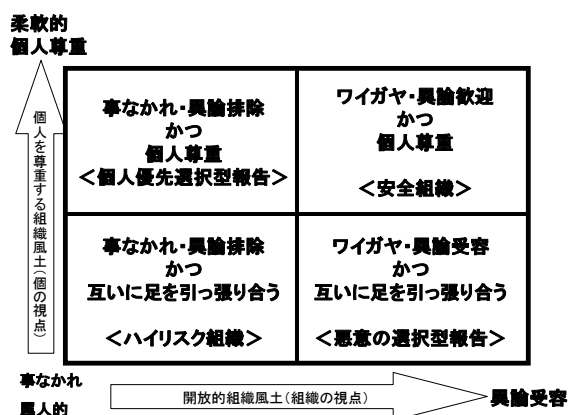 柔軟的
個人尊重
個人を尊重する組織風土(個の視点)
事なかれ・異論排除
かつ
個人尊重
<個人優先選択型報告>
ワイガヤ・異論歓迎
かつ
個人尊重
<安全組織>
事なかれ・異論排除
かつ
互いに足を引っ張り合う
<ハイリスク組織>
ワイガヤ・異論受容
かつ
互いに足を引っ張り合う
<悪意の選択型報告>
事なかれ
属人的
開放的組織風土(組織の視点)
異論受容